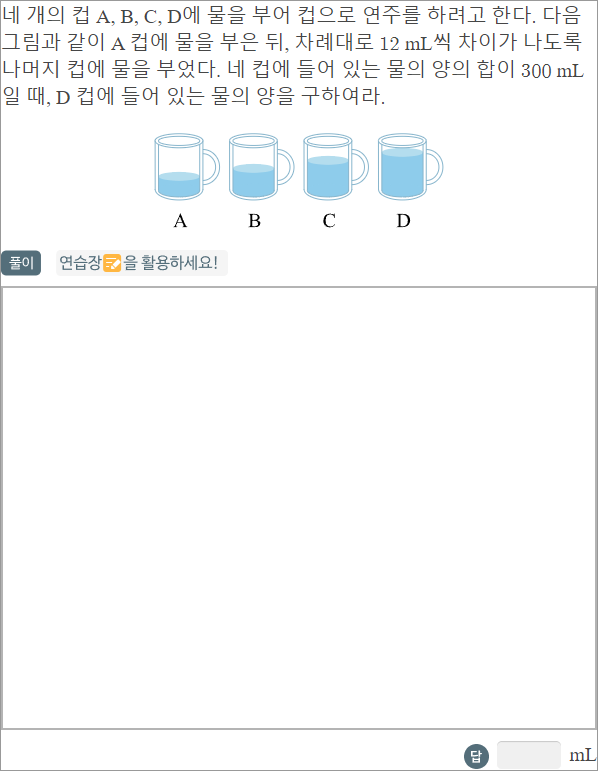 네 개의 컵 A, B, C, D에 물을 부어 컵으로 연주를 하려고 한다. 다음
그림과 같이 A 컵에 물을 부은 뒤, 차례대로 12 mL씩 차이가 나도록
나머지 컵에 물을 부었다. 네 컵에 들어 있는 물의 양의 합이 300 mL
일 때, D 컵에 들어 있는 물의 양을 구하여라.
A B C D
풀이 연습장을 활용하세요!
답 mL